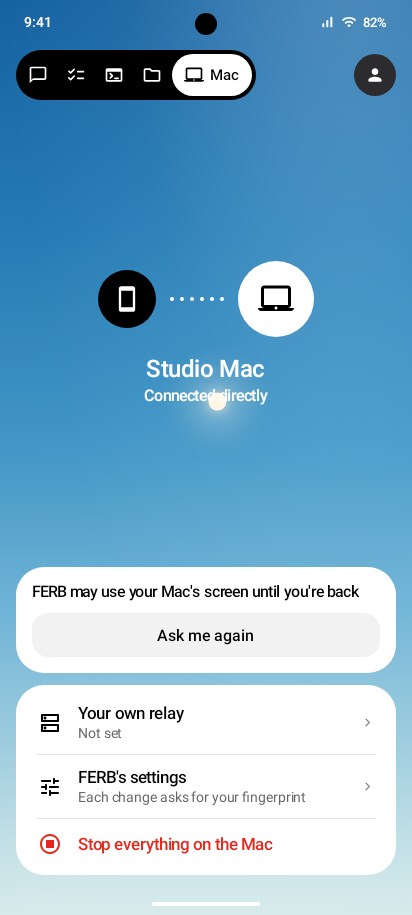 9:41
82%
Mac
Studio Mac
Connected directly
FERB may use your Mac's screen until you're back
Ask me again
Your own relay
Not set
FERB's settings
Each change asks for your fingerprint
Stop everything on the Mac